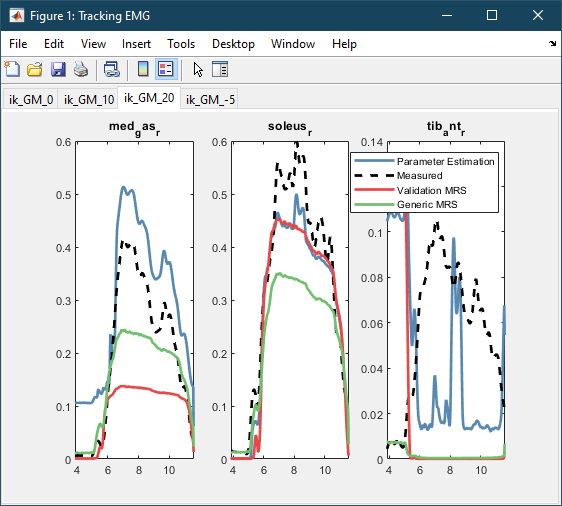 Figure 1: Tracking EMG
File Edit View Insert Tools Desktop Window Help
ik_GM_0 ik_GM_10 ik_GM_20 ik_GM_-5
med_gas_r
0.6
0.5
0.4
0.3
0.2
0.1
0
4 6 8 10
soleus_r
0.6
0.5
0.4
0.3
0.2
0.1
0
4 6 8 10
tib_ant_r
0.14
0.1
0.08
0.06
0.04
0.02
0
4 6 8 10
Parameter Estimation
Measured
Validation MRS
Generic MRS